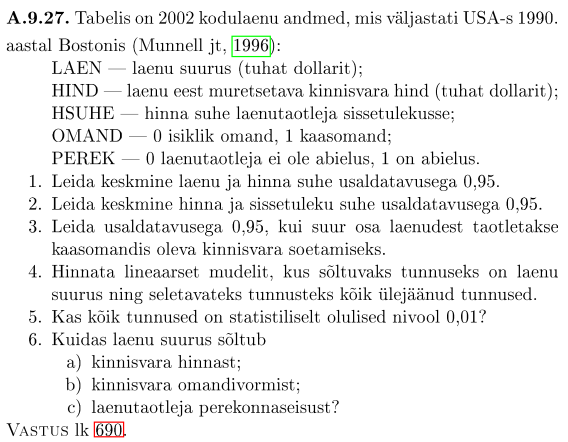 A.9.27. Tabelis on 2002 kodulaenu andmed, mis väljastati USA-s 1990.
aastal Bostonis (Munnell jt, 1996):
LAEN — laenu suurus (tuhat dollarit);
HIND — laenu eest muretsetava kinnisvara hind (tuhat dollarit);
HSUHE — hinna suhe laenutaotleja sissetulekusse;
OMAND — 0 isiklik omand, 1 kaasomand;
PEREK — 0 laenutaotleja ei ole abielus, 1 on abielus.
1. Leida keskmine laenu ja hinna suhe usaldatavusega 0,95.
2. Leida keskmine hinna ja sissetuleku suhe usaldatavusega 0,95.
3. Leida usaldatavusega 0,95, kui suur osa laenudest taotletakse
kaasomandis oleva kinnisvara soetamiseks.
4. Hinnata lineaarset mudelit, kus sõltuvaks tunnuseks on laenu
suurus ning seletavateks tunnusteks kõik ülejäänud tunnused.
5. Kas kõik tunnused on statistiliselt olulised nivool 0,01?
6. Kuidas laenu suurus sõltub
a) kinnisvara hinnast;
b) kinnisvara omandivormist;
c) laenutaotleja perekonnaseisust?
VASTUS lk 690.